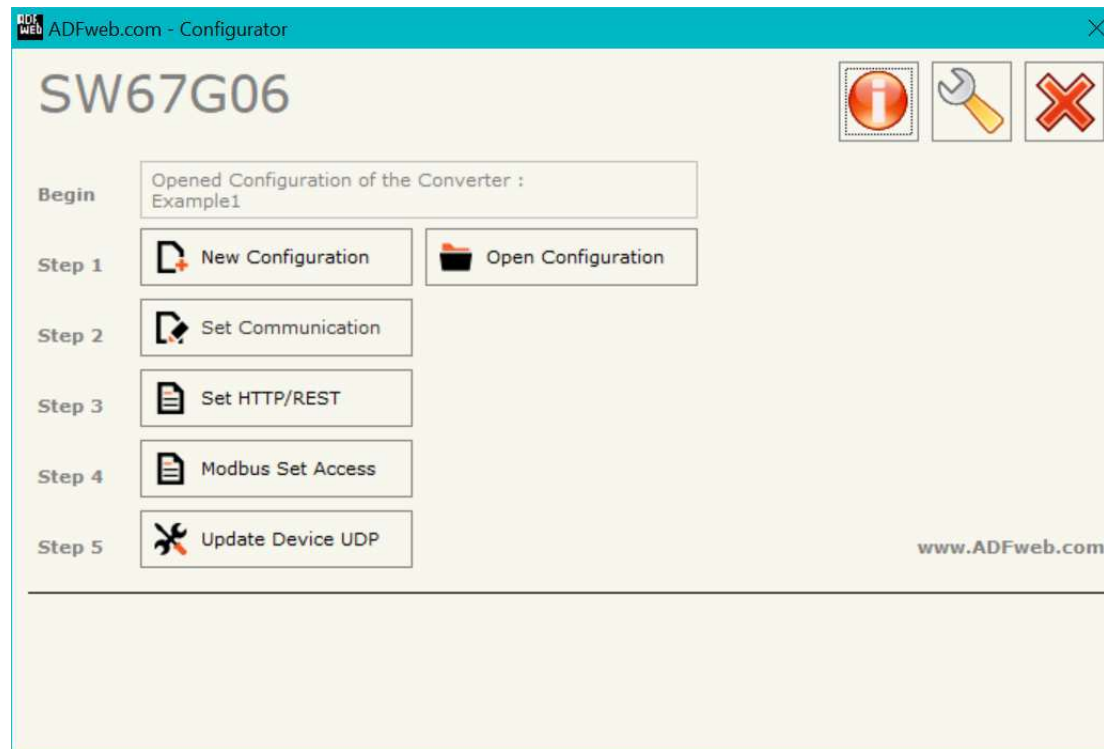 ADF WEB ADFweb.com - Configurator
SW67G06
Begin
Opened Configuration of the Converter :
Example1
Step 1
New Configuration
Open Configuration
Step 2
Set Communication
Step 3
Set HTTP/REST
Step 4
Modbus Set Access
Step 5
Update Device UDP
www.ADFweb.com